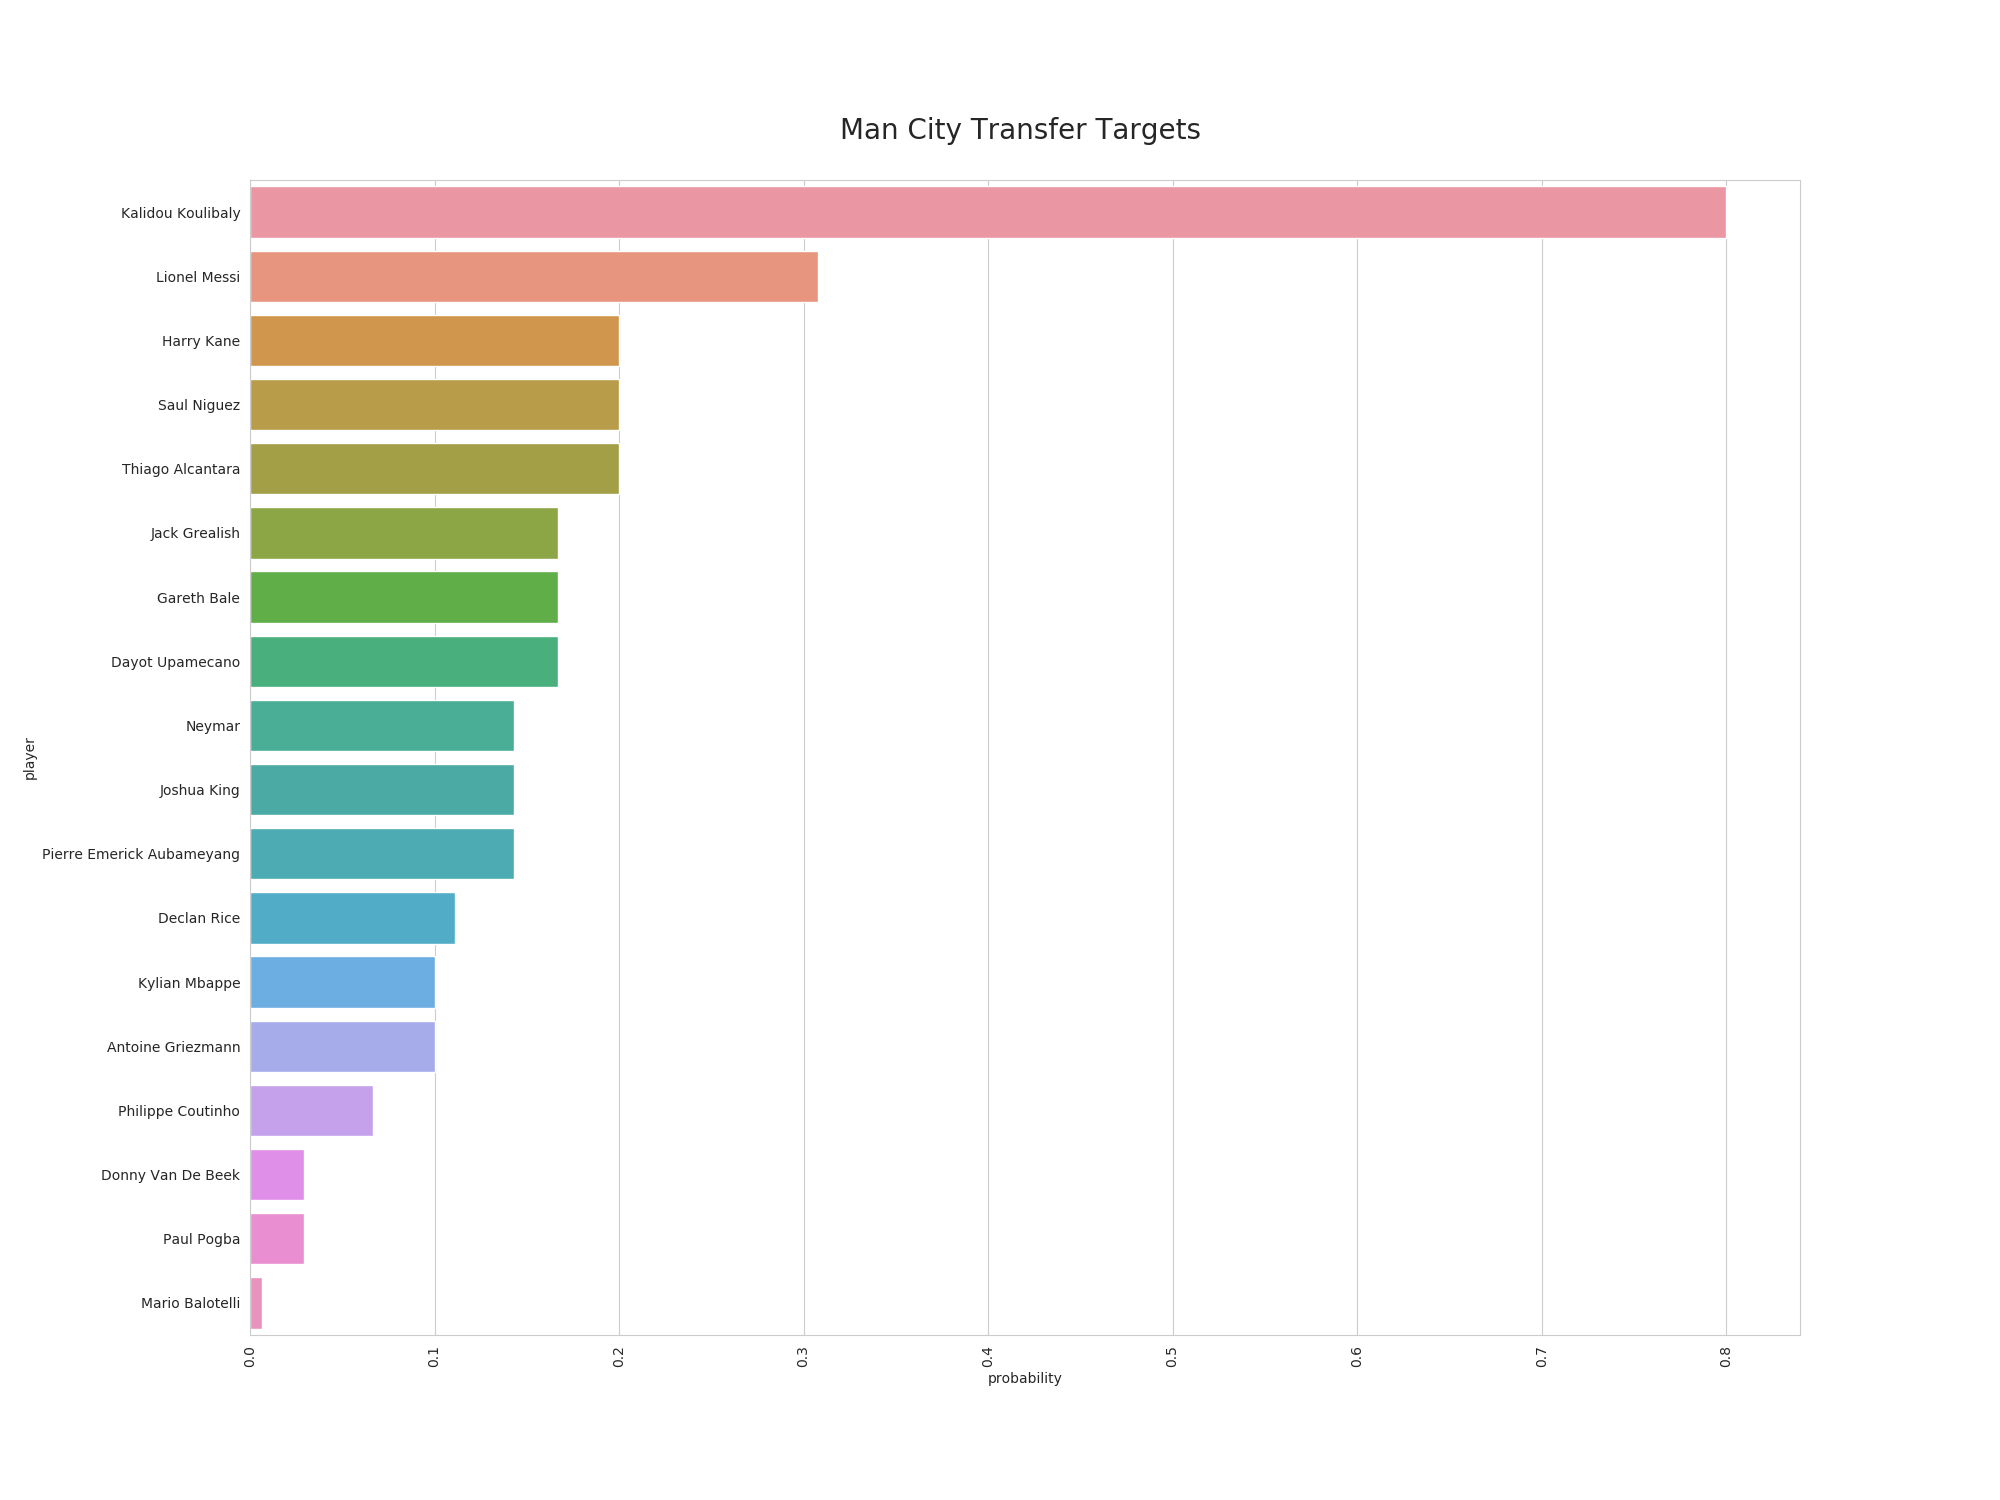 Man City Transfer Targets
Kalidou Koulibaly
Lionel Messi
Harry Kane
Saul Niguez
Thiago Alcantara
Jack Grealish
Gareth Bale
Dayot Upamecano
Neymar
Joshua King
Pierre Emerick Aubameyang
Declan Rice
Kylian Mbappe
Antoine Griezmann
Philippe Coutinho
Donny Van De Beek
Paul Pogba
Mario Balotelli
player
0.0 0.1 0.2 0.3 0.4 0.5 0.6 0.7 0.8
probability